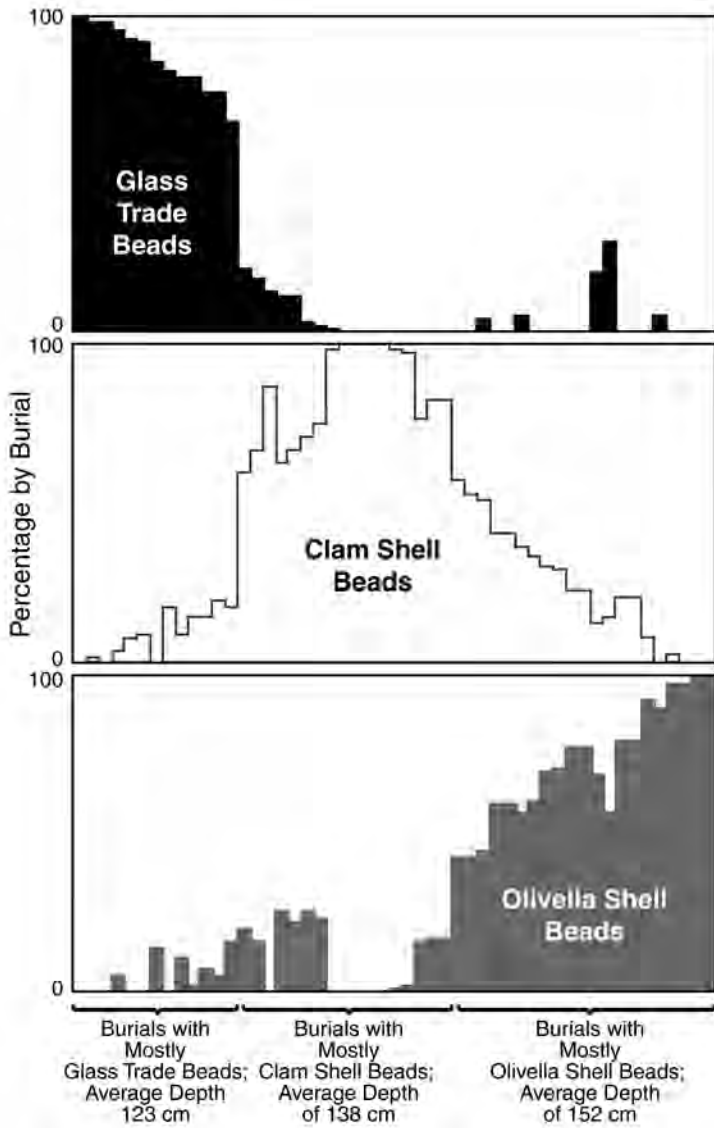 100
Glass
Trade
Beads
0
100
Clam Shell
Beads
0
100
Olivella Shell
Beads
0
Percentage by Burial
Burials with
Mostly
Glass Trade Beads;
Average Depth
123 cm
Burials with
Mostly
Clam Shell Beads;
Average Depth
of 138 cm
Burials with
Mostly
Olivella Shell Beads;
Average Depth
of 152 cm